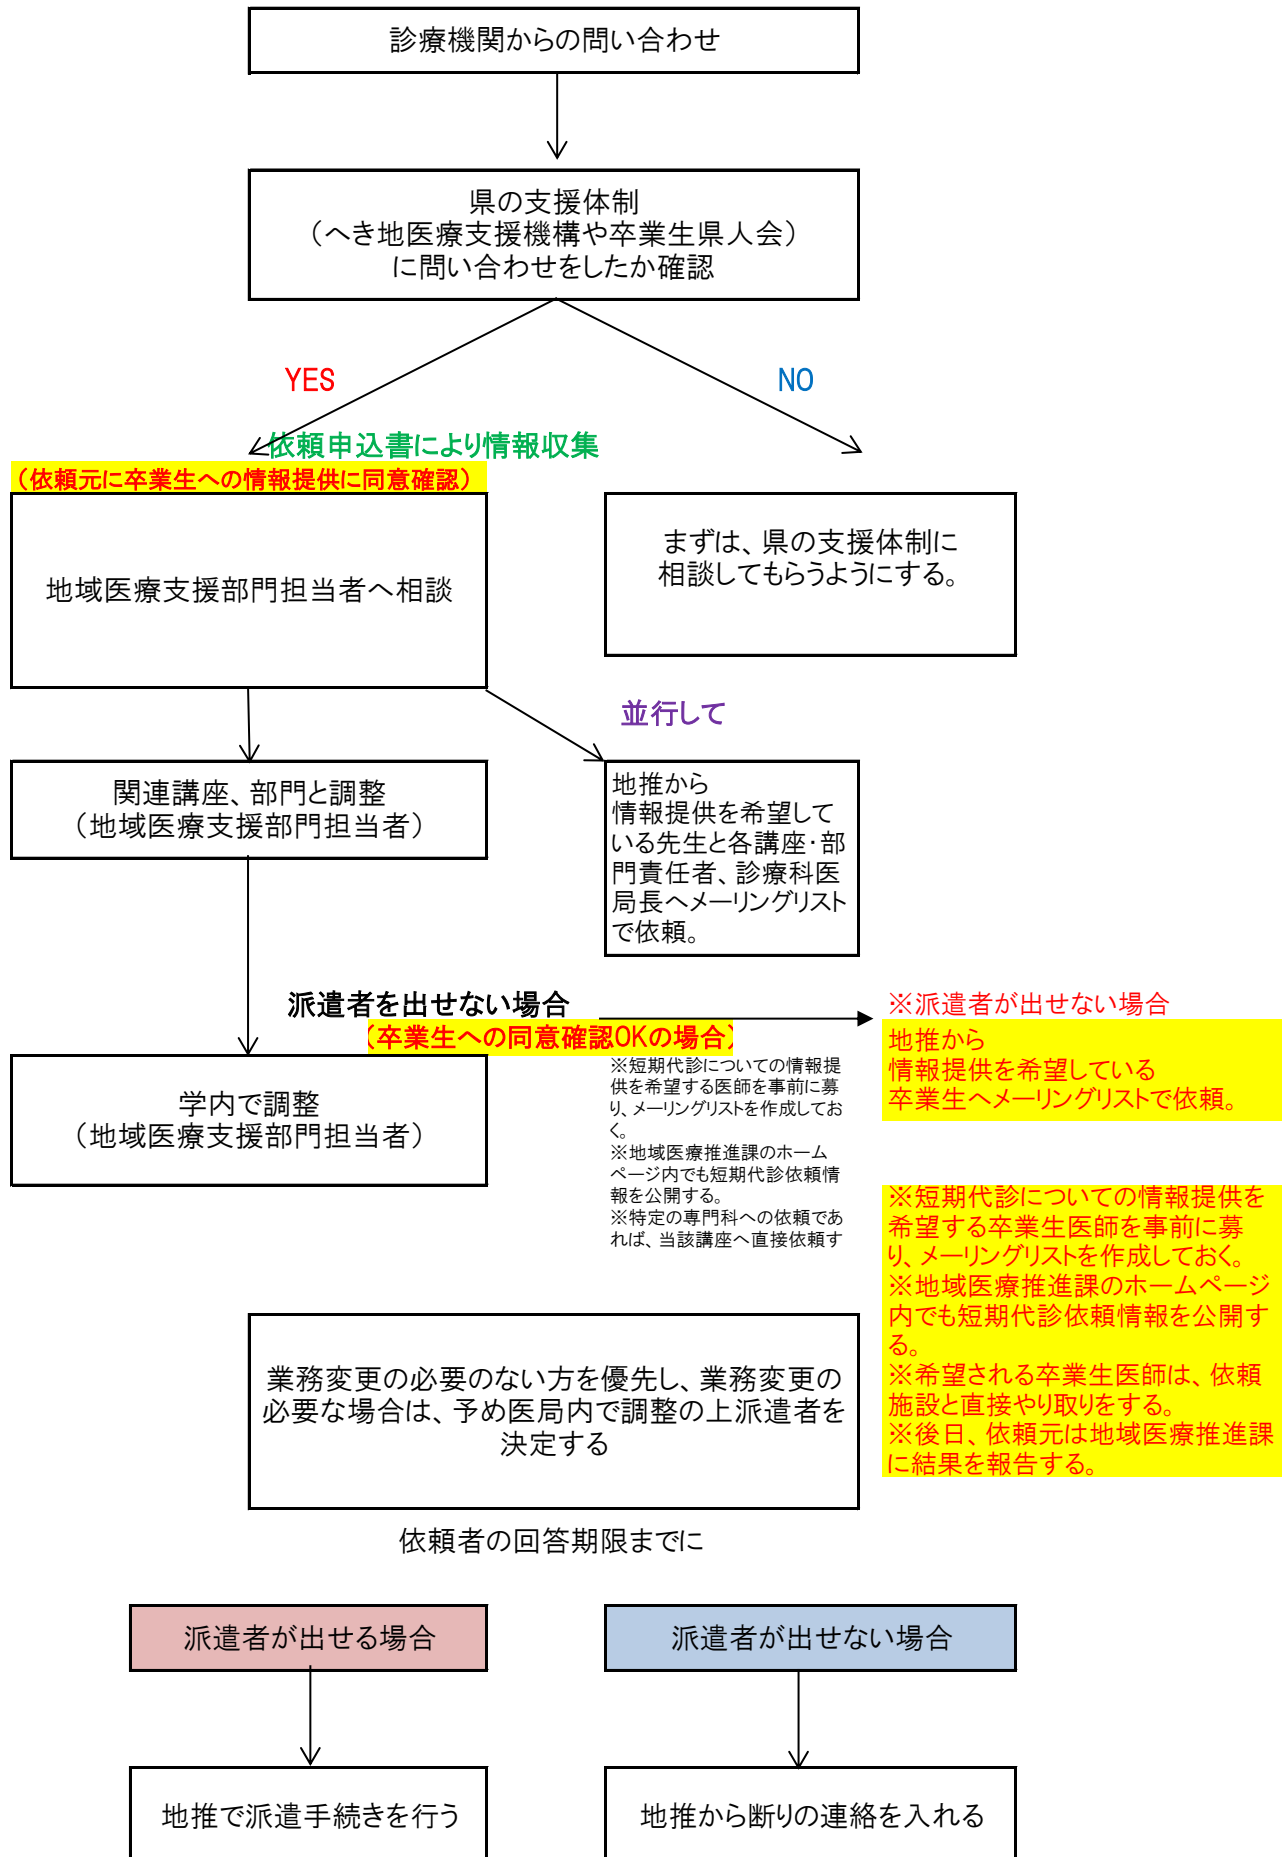 診療機関からの問い合わせ
県の支援体制
（へき地医療支援機構や卒業生県人会）
に問い合わせをしたか確認
YES
NO
依頼申込書により情報収集
（依頼元に卒業生への情報提供に同意確認）
地域医療支援部門担当者へ相談
まずは、県の支援体制に
相談してもらうようにする。
並行して
関連講座、部門と調整
（地域医療支援部門担当者）
地推から
情報提供を希望して
いる先生と各講座・部
門責任者、診療科医
局長へメーリングリスト
で依頼。
派遣者を出せない場合
（卒業生への同意確認OKの場合）
※派遣者が出せない場合
地推から
情報提供を希望している
卒業生へメーリングリストで依頼。
学内で調整
（地域医療支援部門担当者）
※短期代診についての情報提
供を希望する医師を事前に募
り、メーリングリストを作成してお
く。
※地域医療推進課のホーム
ページ内でも短期代診依頼情
報を公開する。
※特定の専門科への依頼であ
れば、当該講座へ直接依頼す
※短期代診についての情報提供を
希望する卒業生医師を事前に募
り、メーリングリストを作成しておく。
※地域医療推進課のホームページ
内でも短期代診依頼情報を公開す
る。
※希望される卒業生医師は、依頼
施設と直接やり取りをする。
※後日、依頼元は地域医療推進課
に結果を報告する。
業務変更の必要のない方を優先し、業務変更の
必要な場合は、予め医局内で調整の上派遣者を
決定する
依頼者の回答期限までに
派遣者が出せる場合
派遣者が出せない場合
地推で派遣手続きを行う
地推から断りの連絡を入れる